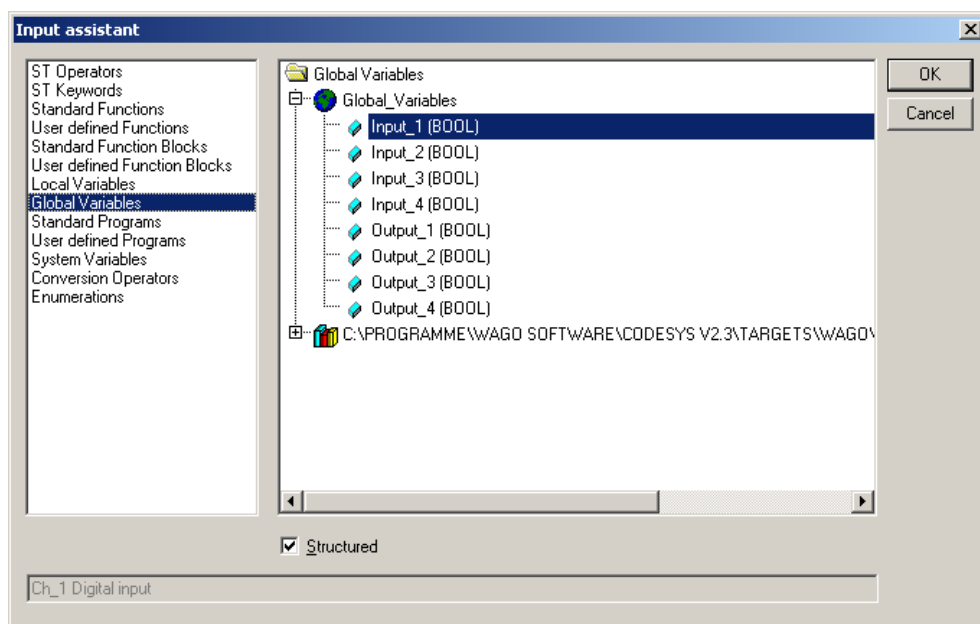 Input assistant
ST Operators
ST Keywords
Standard Functions
User defined Functions
Standard Function Blocks
User defined Function Blocks
Local Variables
Global Variables
Standard Programs
User defined Programs
System Variables
Conversion Operators
Enumerations
Global Variables
Global_Variables
Input_1 (BOOL)
Input_2 (BOOL)
Input_3 (BOOL)
Input_4 (BOOL)
Output_1 (BOOL)
Output_2 (BOOL)
Output_3 (BOOL)
Output_4 (BOOL)
C:\PROGRAMME\WAGO SOFTWARE\CODESYS V2.3\TARGETS\WAGO\
OK
Cancel
Structured
Ch_1 Digital input